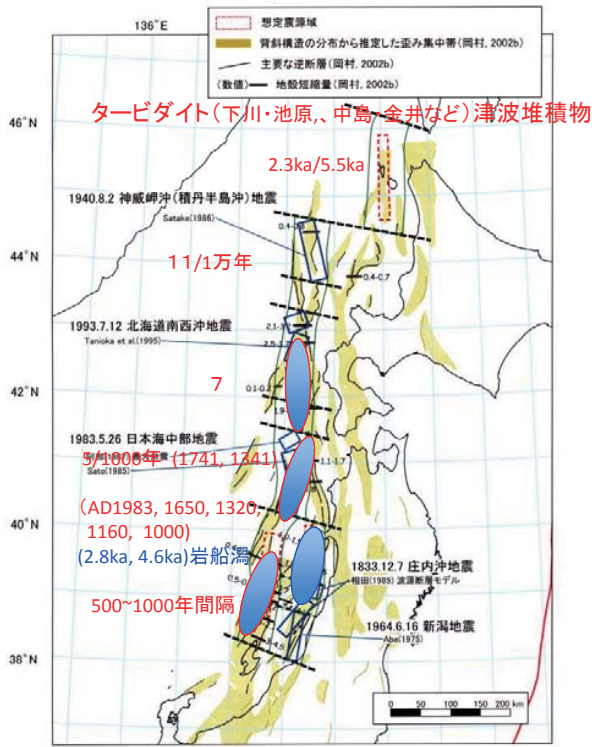 136°E
想定震源域
背斜構造の分布から推定した歪み集中帯(岡村, 2002b)
主要な逆断層(岡村, 2002b)
(数値) 地殻短縮量(岡村, 2002b)
46°N
タービダイト(下川・池原,、中島・金井など)津波堆積物
2.3ka/5.5ka
1940.8.2 神威岬沖(積丹半島沖)地震
Satake(1986)
0.4-0.8
44°N
11/1万年
0.4-0.7
1993.7.12 北海道南西沖地震
Tanioka et al.(1995)
7
42°N
1983.5.26 日本海中部地震
5/1000年 (1741, 1341)
Sato(1985)
1.1-1.7
(AD1983, 1650, 1320,
1160, 1000)
40°N
(2.8ka, 4.6ka)岩船潟
500~1000年間隔
1833.12.7 庄内沖地震
相田(1989) 波源断層モデル
1964.6.16 新潟地震
Abe(1975)
38°N
0 50 100 150 200 km